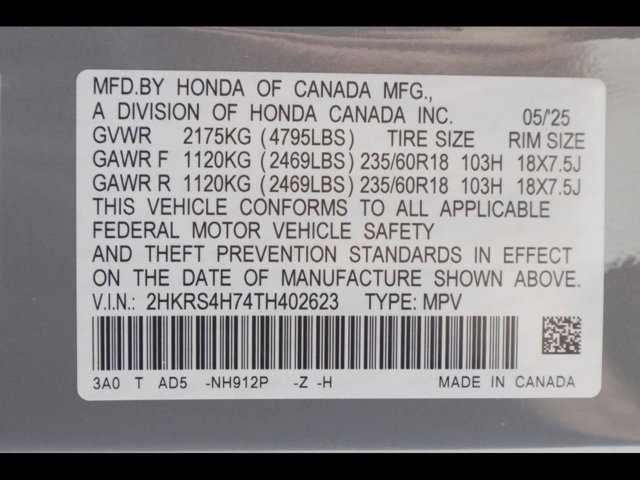 MFD.BY HONDA OF CANADA MFG.,
A DIVISION OF HONDA CANADA INC. 05/'25
GVWR 2175KG (4795LBS) TIRE SIZE RIM SIZE
GAWR F 1120KG (2469LBS) 235/60R18 103H 18X7.5J
GAWR R 1120KG (2469LBS) 235/60R18 103H 18X7.5J
THIS VEHICLE CONFORMS TO ALL APPLICABLE
FEDERAL MOTOR VEHICLE SAFETY
AND THEFT PREVENTION STANDARDS IN EFFECT
ON THE DATE OF MANUFACTURE SHOWN ABOVE.
V.I.N.: 2HKRS4H74TH402623 TYPE: MPV
3A0 T AD5 -NH912P -Z -H MADE IN CANADA